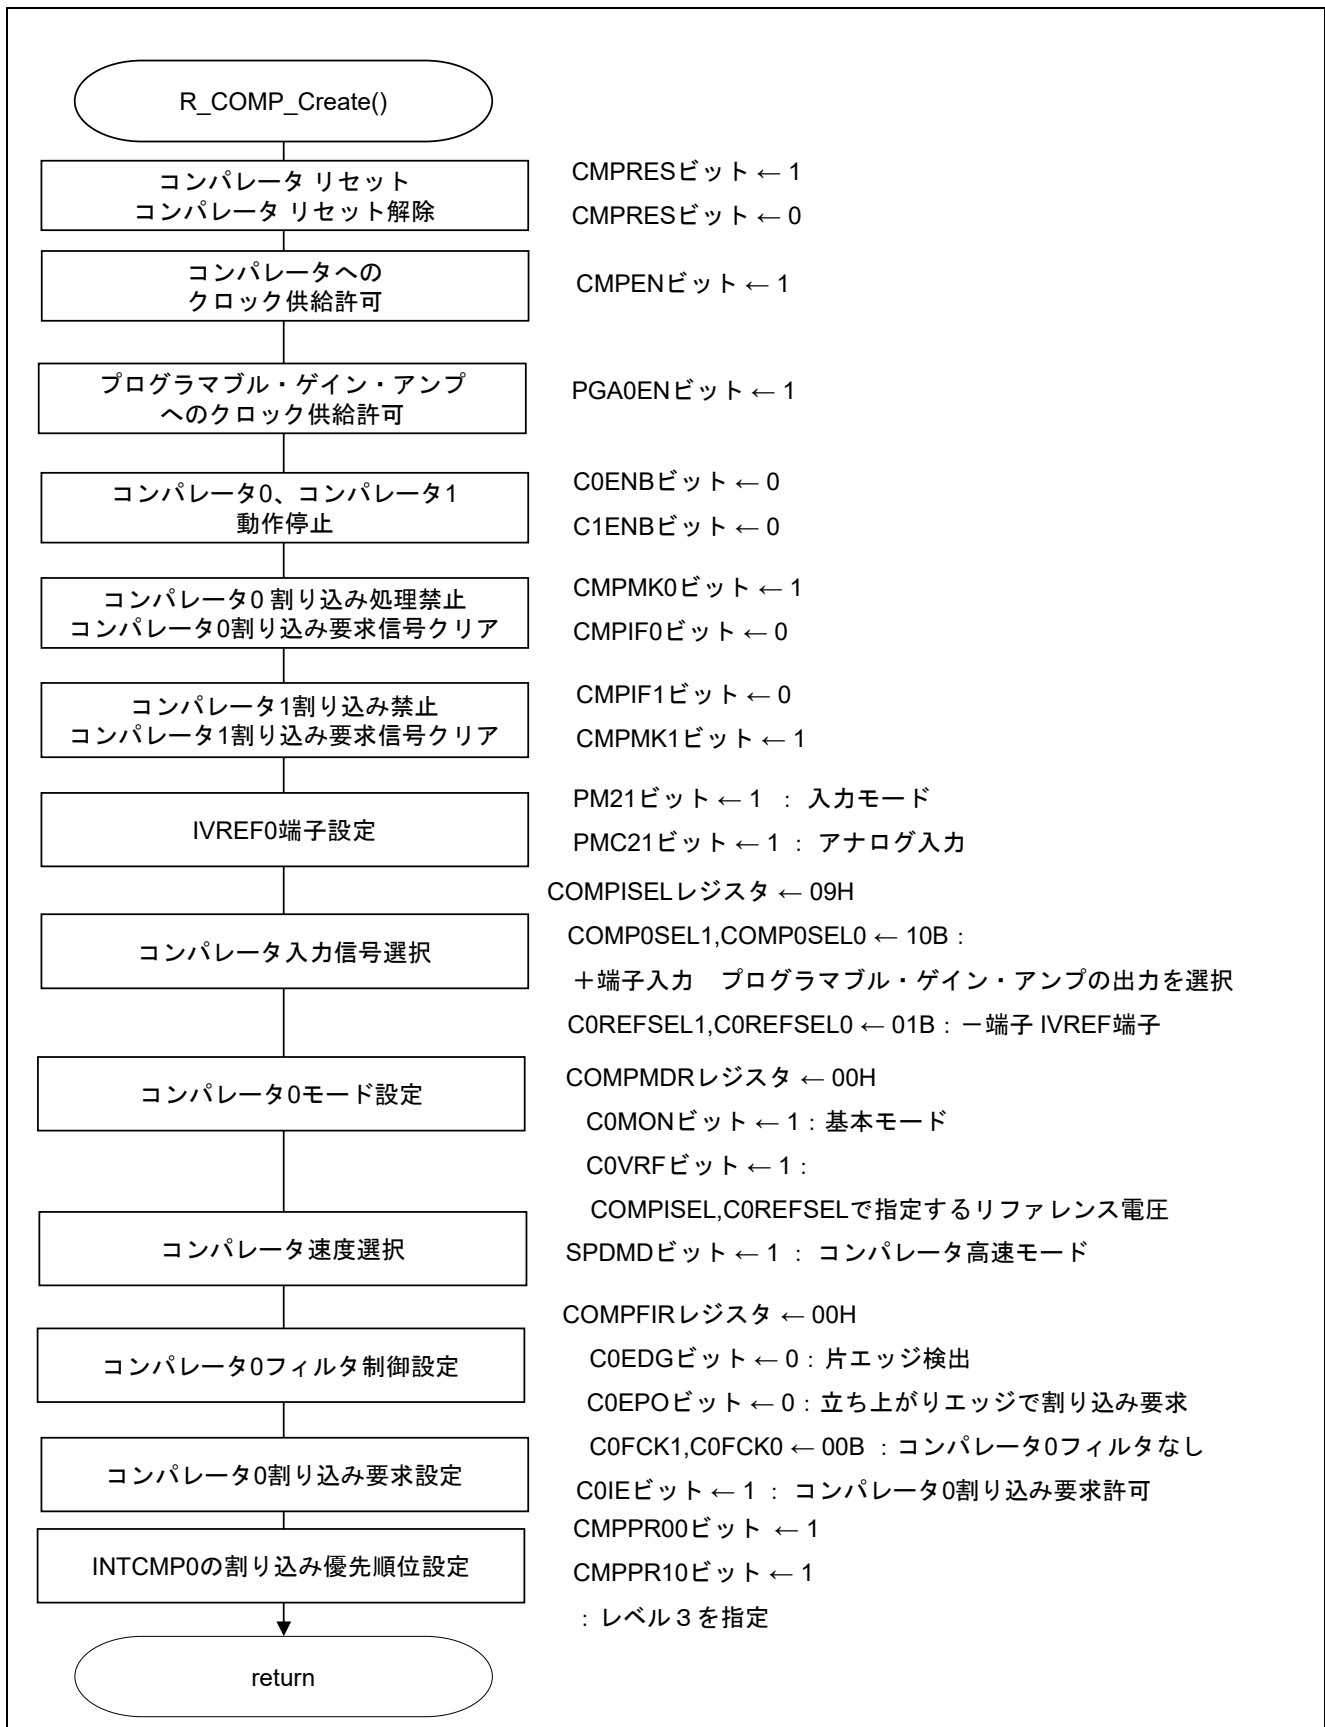 R_COMP_Create()
コンパレータ リセット
コンパレータ リセット解除
CMPRESビット ← 1
CMPRESビット ← 0
コンパレータへの
クロック供給許可
CMPENビット ← 1
プログラマブル・ゲイン・アンプ
へのクロック供給許可
PGA0ENビット ← 1
コンパレータ0、コンパレータ1
動作停止
C0ENBビット ← 0
C1ENBビット ← 0
コンパレータ0 割り込み処理禁止
コンパレータ0割り込み要求信号クリア
CMPMK0ビット ← 1
CMPIF0ビット ← 0
コンパレータ1割り込み禁止
コンパレータ1割り込み要求信号クリア
CMPIF1ビット ← 0
CMPMK1ビット ← 1
IVREF0端子設定
PM21ビット ← 1 : 入力モード
PMC21ビット ← 1 : アナログ入力
コンパレータ入力信号選択
COMPISELレジスタ ← 09H
COMP0SEL1,COMP0SEL0 ← 10B :
＋端子入力　プログラマブル・ゲイン・アンプの出力を選択
C0REFSEL1,C0REFSEL0 ← 01B : －端子 IVREF端子
コンパレータ0モード設定
COMPMDRレジスタ ← 00H
C0MONビット ← 1 : 基本モード
C0VRFビット ← 1 :
COMPISEL,C0REFSELで指定するリファレンス電圧
コンパレータ速度選択
SPDMDビット ← 1 : コンパレータ高速モード
コンパレータ0フィルタ制御設定
COMPFIRレジスタ ← 00H
C0EDGビット ← 0 : 片エッジ検出
C0EPOビット ← 0 : 立ち上がりエッジで割り込み要求
C0FCK1,C0FCK0 ← 00B : コンパレータ0フィルタなし
コンパレータ0割り込み要求設定
C0IEビット ← 1 : コンパレータ0割り込み要求許可
INTCMP0の割り込み優先順位設定
CMPPR00ビット ← 1
CMPPR10ビット ← 1
: レベル３を指定
return